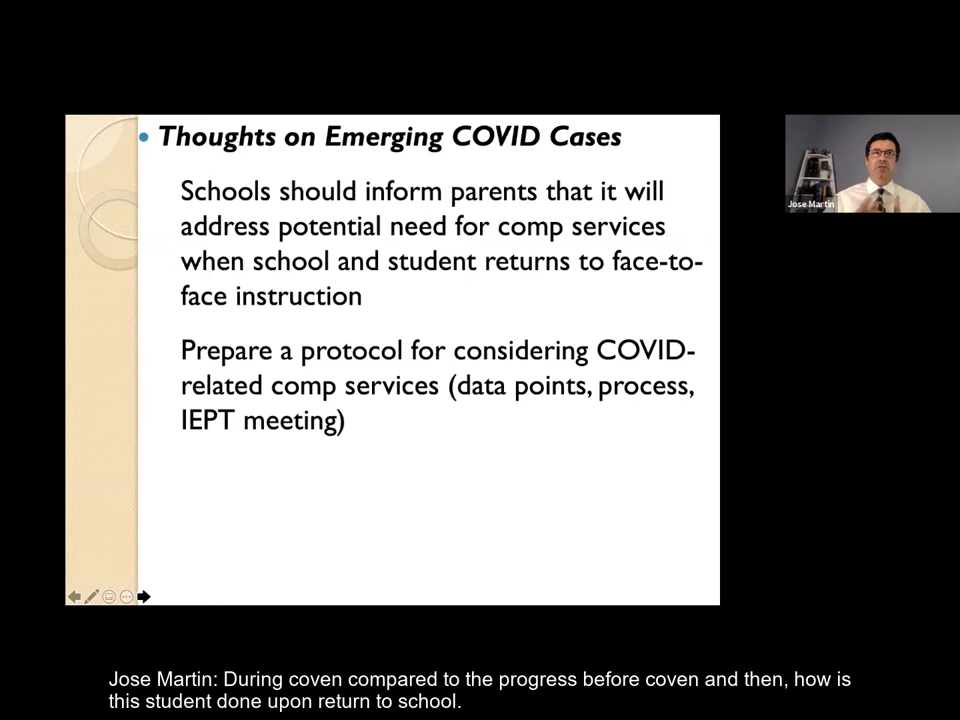 Thoughts on Emerging COVID Cases
Schools should inform parents that it will
address potential need for comp services
when school and student returns to face-to-
face instruction
Prepare a protocol for considering COVID-
related comp services (data points, process,
IEPT meeting)
Jose Martin
Jose Martin: During coven compared to the progress before coven and then, how is
this student done upon return to school.